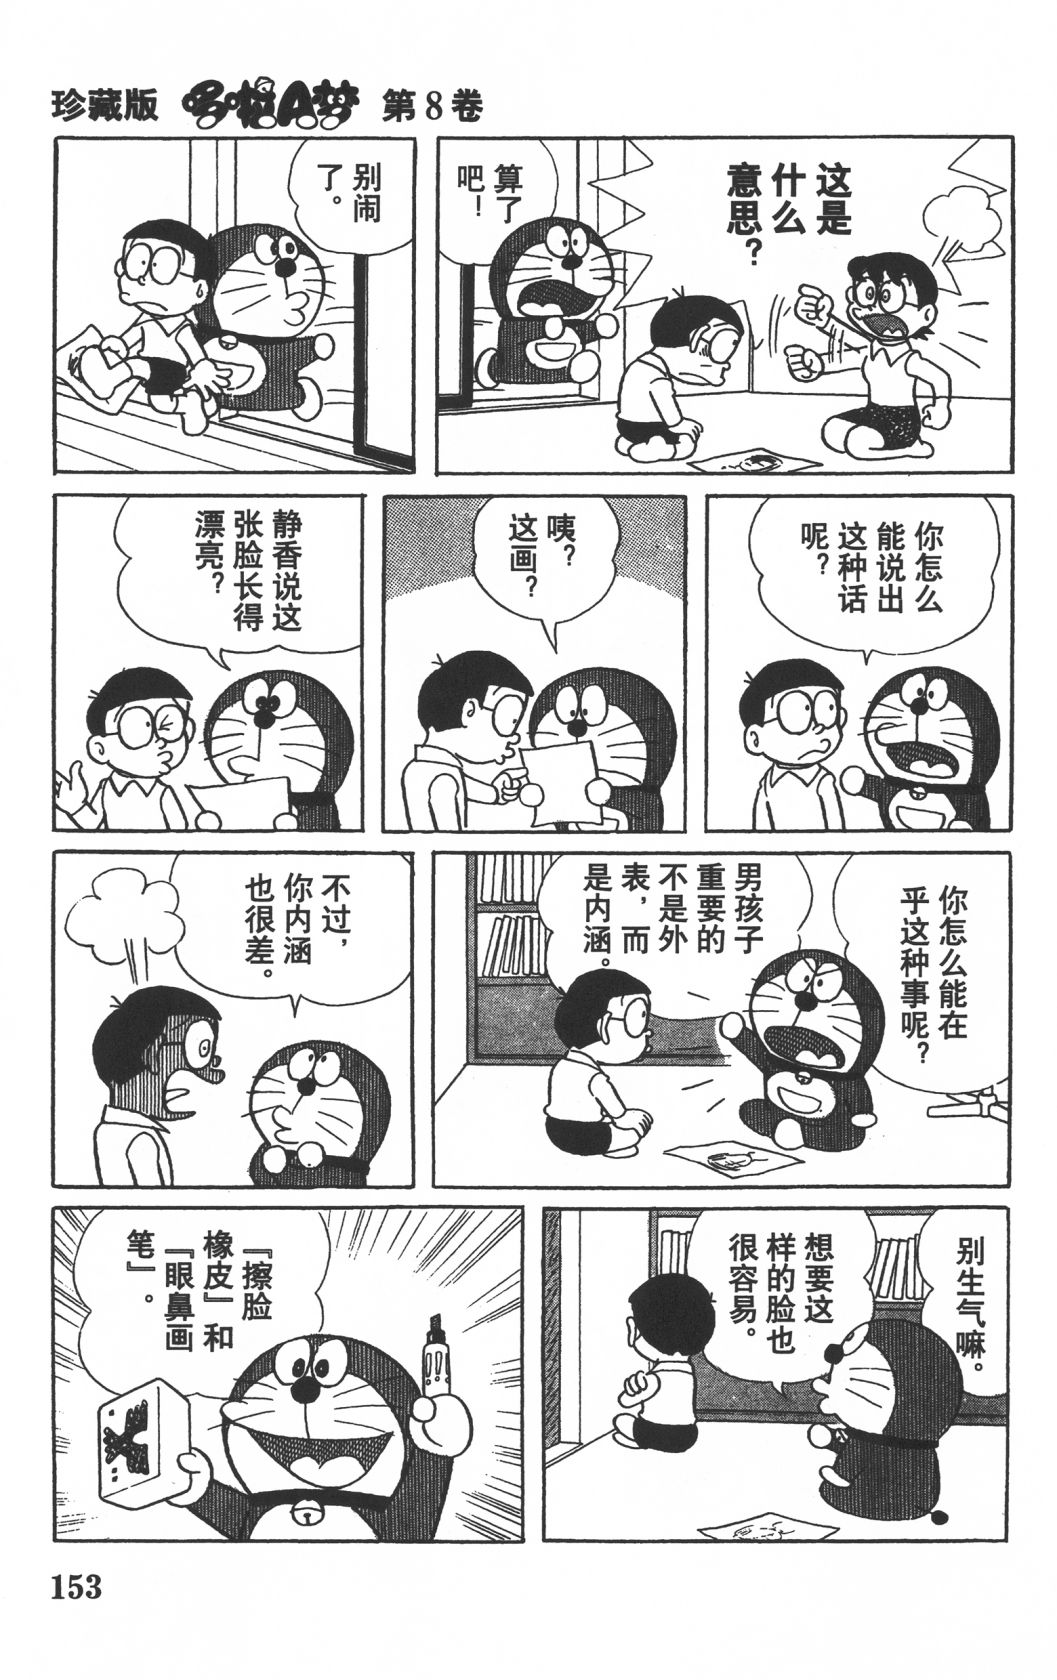 珍藏版 哆啦A梦 第8卷
这是
什么
意思？
算了
吧！
别闹
了。
你怎么
能说出
这种话
呢？
咦？
这画？
静香说这
张脸长得
漂亮？
你怎么能在
乎这种事呢？
男孩子
重要的
不是外
表，而
是内涵。
不过，
你内涵
也很差。
别生气嘛。
想要这
样的脸也
很容易。
『擦脸
橡皮』和
『眼鼻画
笔』。
153